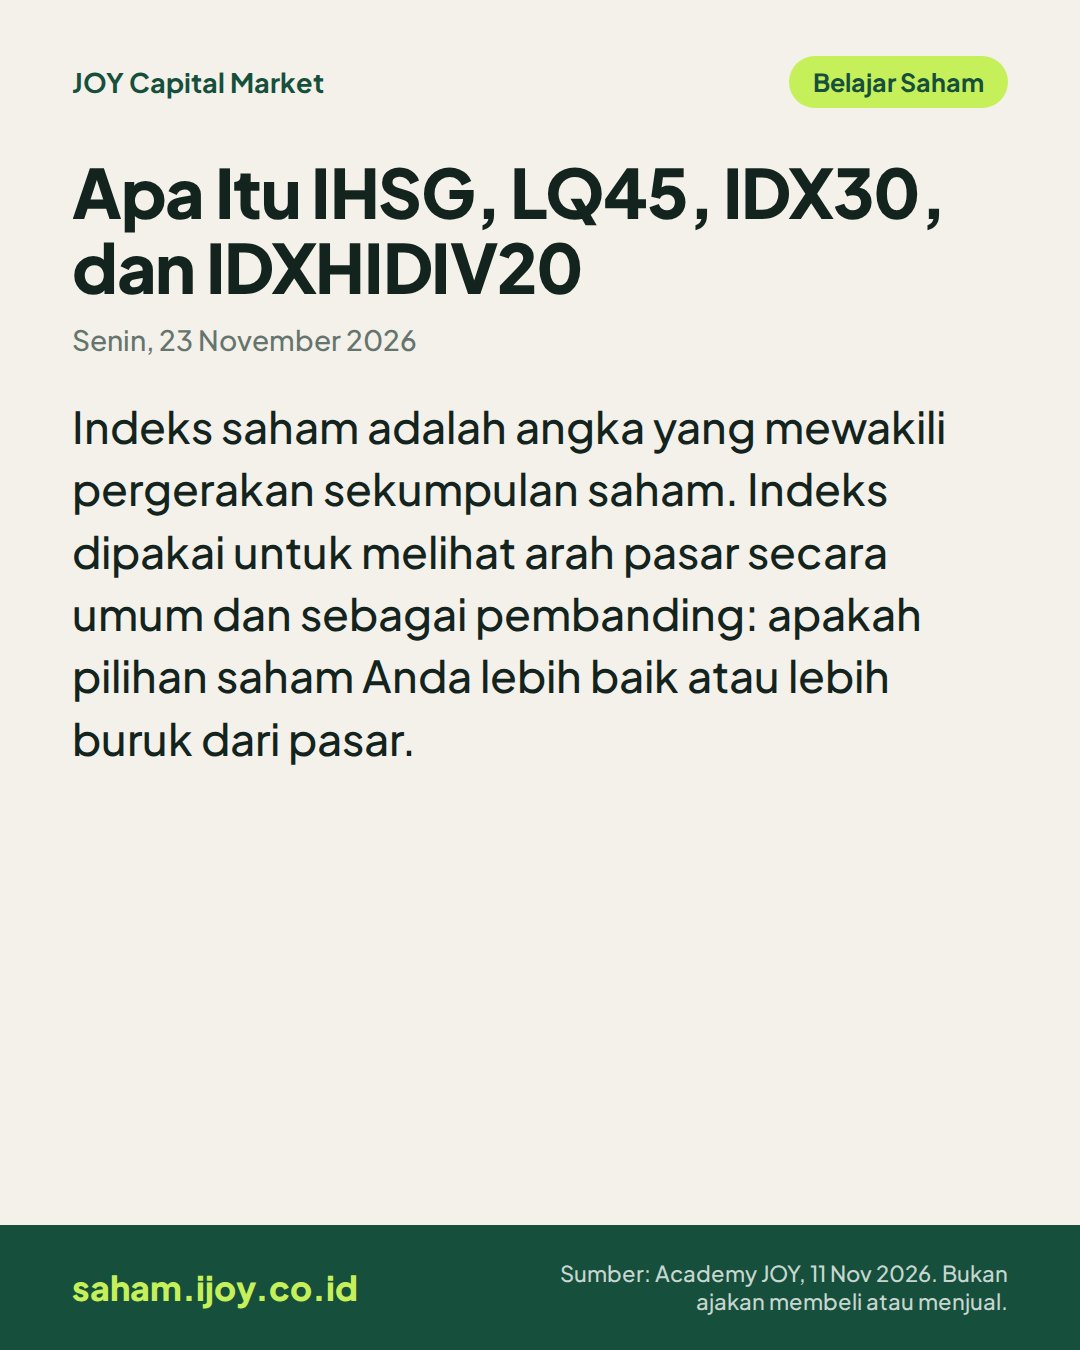 JOY Capital Market
Belajar Saham
Apa Itu IHSG, LQ45, IDX30,
dan IDXHIDIV20
Senin, 23 November 2026
Indeks saham adalah angka yang mewakili
pergerakan sekumpulan saham. Indeks
dipakai untuk melihat arah pasar secara
umum dan sebagai pembanding: apakah
pilihan saham Anda lebih baik atau lebih
buruk dari pasar.
saham.ijoy.co.id
Sumber: Academy JOY, 11 Nov 2026. Bukan
ajakan membeli atau menjual.